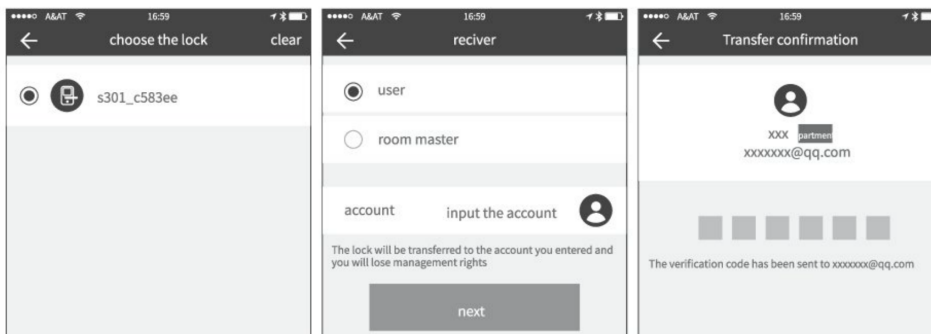 A&AT 16:59
choose the lock clear
s301_c583ee
A&AT 16:59
reciver
user
room master
account input the account
The lock will be transferred to the account you entered and
you will lose management rights
next
A&AT 16:59
Transfer confirmation
xxx partmen
xxxxxxx@qq.com
The verification code has been sent to xxxxxxx@qq.com